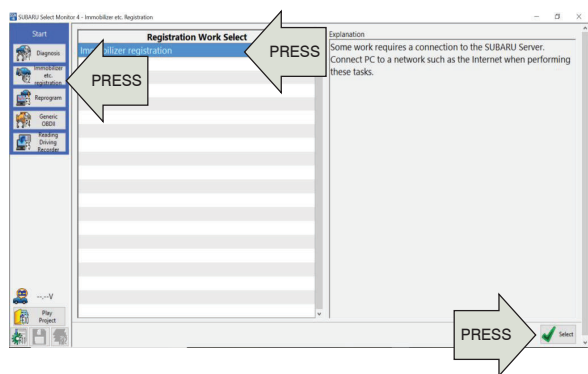 SUBARU Select Monitor 4 - Immobilizer etc. Registration
Start
Diagnosis
Immobilizer
etc.
registration
Reprogram
Generic
OBDII
Reading
Driving
Recorder
--.--V
Play
Project
Registration Work Select
Immobilizer registration
PRESS
PRESS
Explanation
Some work requires a connection to the SUBARU Server.
Connect PC to a network such as the Internet when performing
these tasks.
PRESS
Select